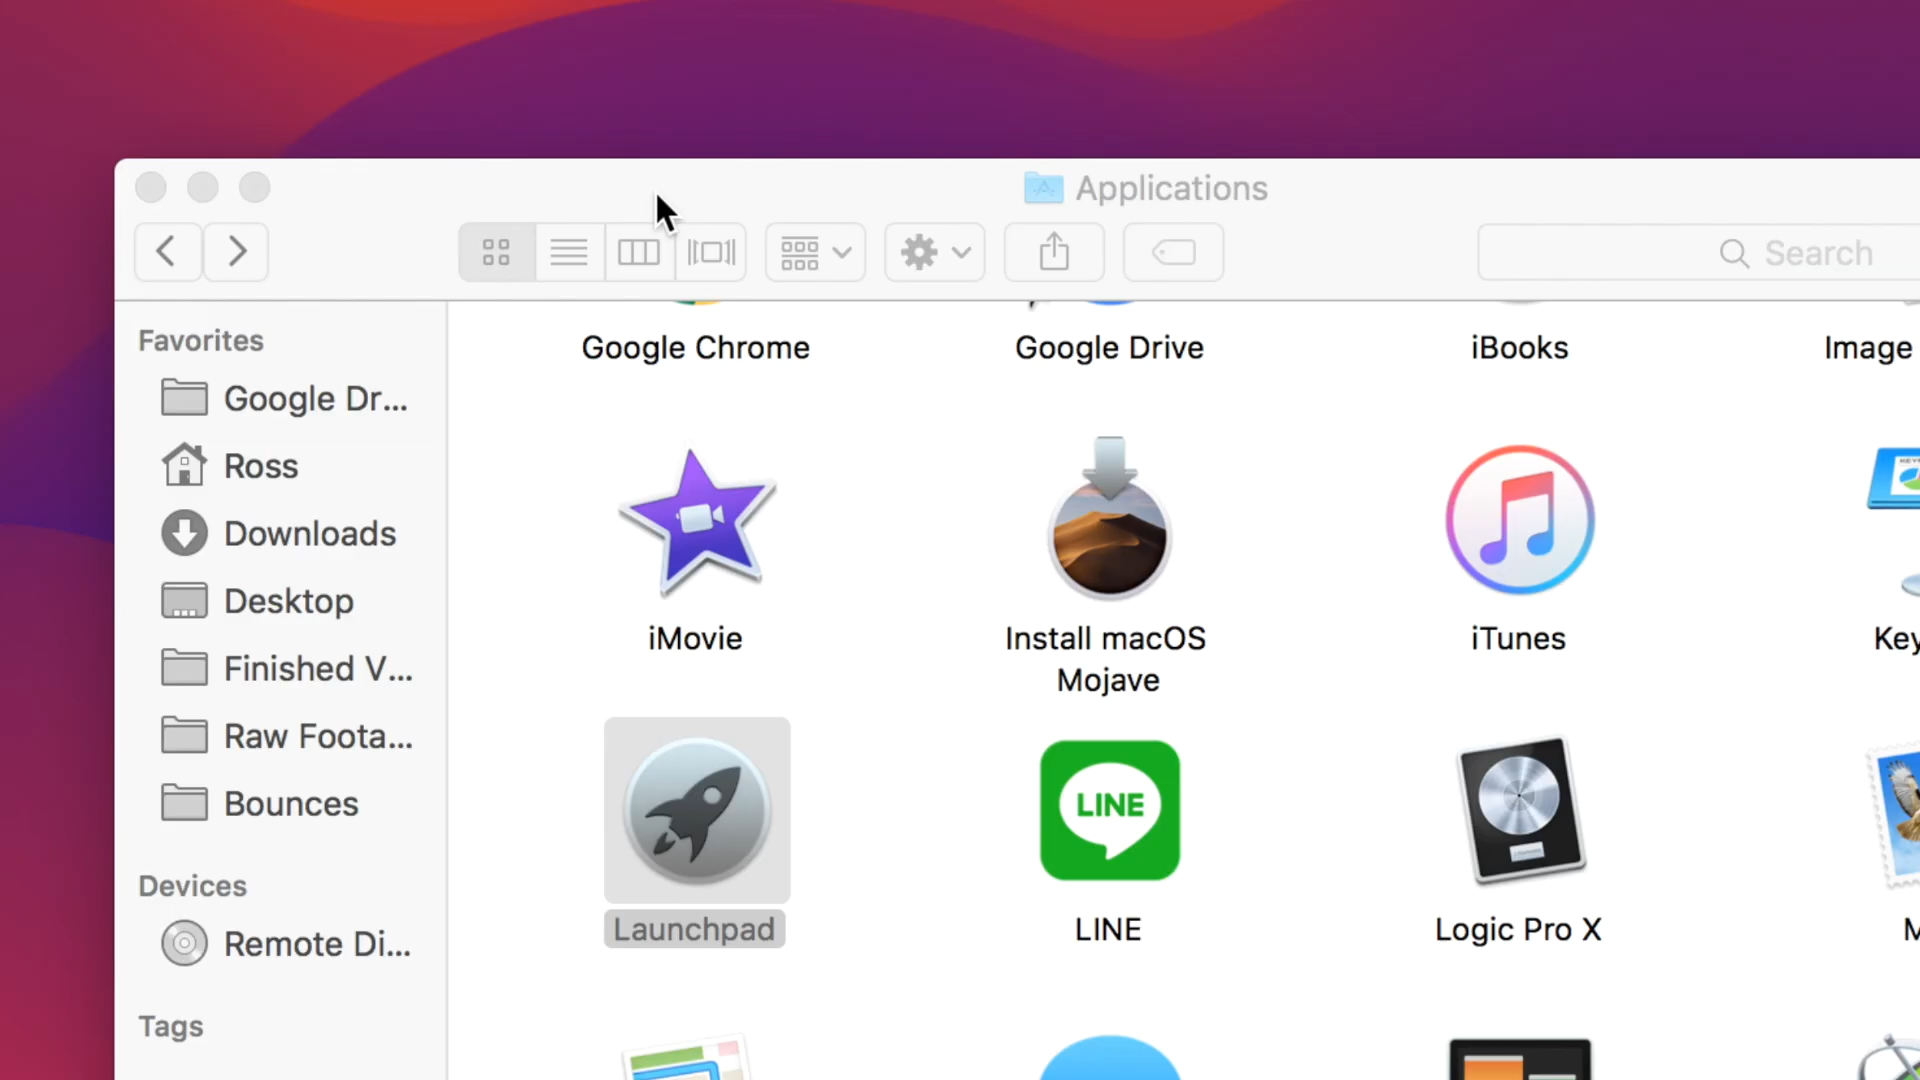 Applications
Search
Favorites
Google Dr...
Ross
Downloads
Desktop
Finished V...
Raw Foota...
Bounces
Devices
Remote Di...
Tags
Google Chrome
Google Drive
iBooks
Image
iMovie
Install macOS
Mojave
iTunes
Key
LINE
Launchpad
LINE
Logic Pro X
M